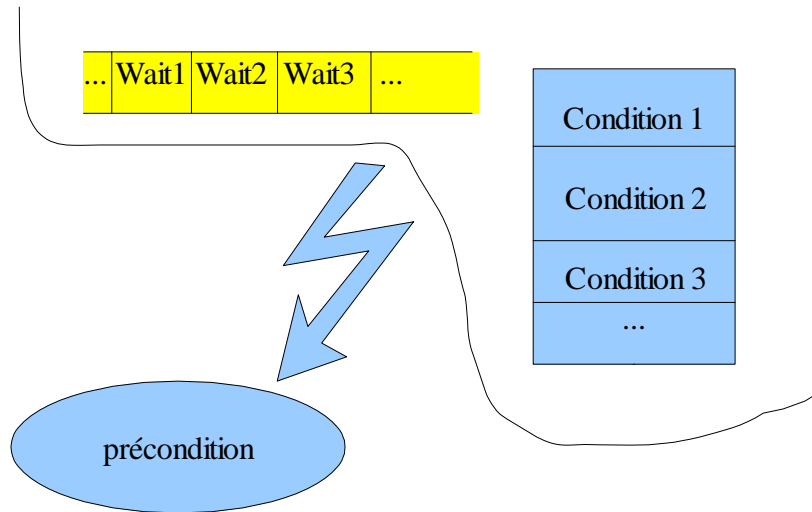 ... Wait1 Wait2 Wait3 ...
Condition 1
Condition 2
Condition 3
...
précondition